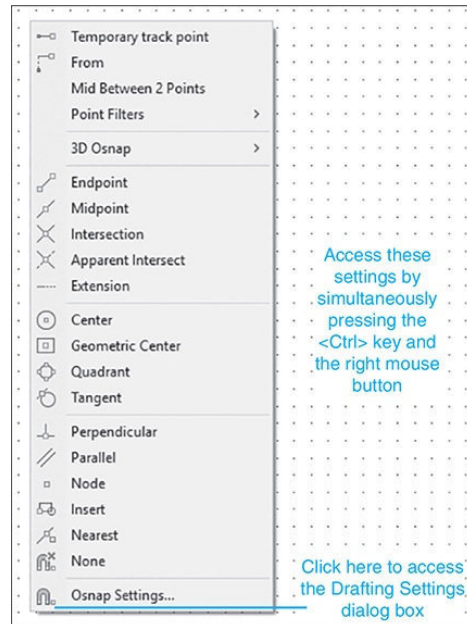 Temporary track point
From
Mid Between 2 Points
Point Filters
3D Osnap
Endpoint
Midpoint
Intersection
Apparent Intersect
Extension
Center
Geometric Center
Quadrant
Tangent
Perpendicular
Parallel
Node
Insert
Nearest
None
Osnap Settings...
Access these
settings by
simultaneously
pressing the
<Ctrl> key and
the right mouse
button
Click here to access
the Drafting Settings
dialog box